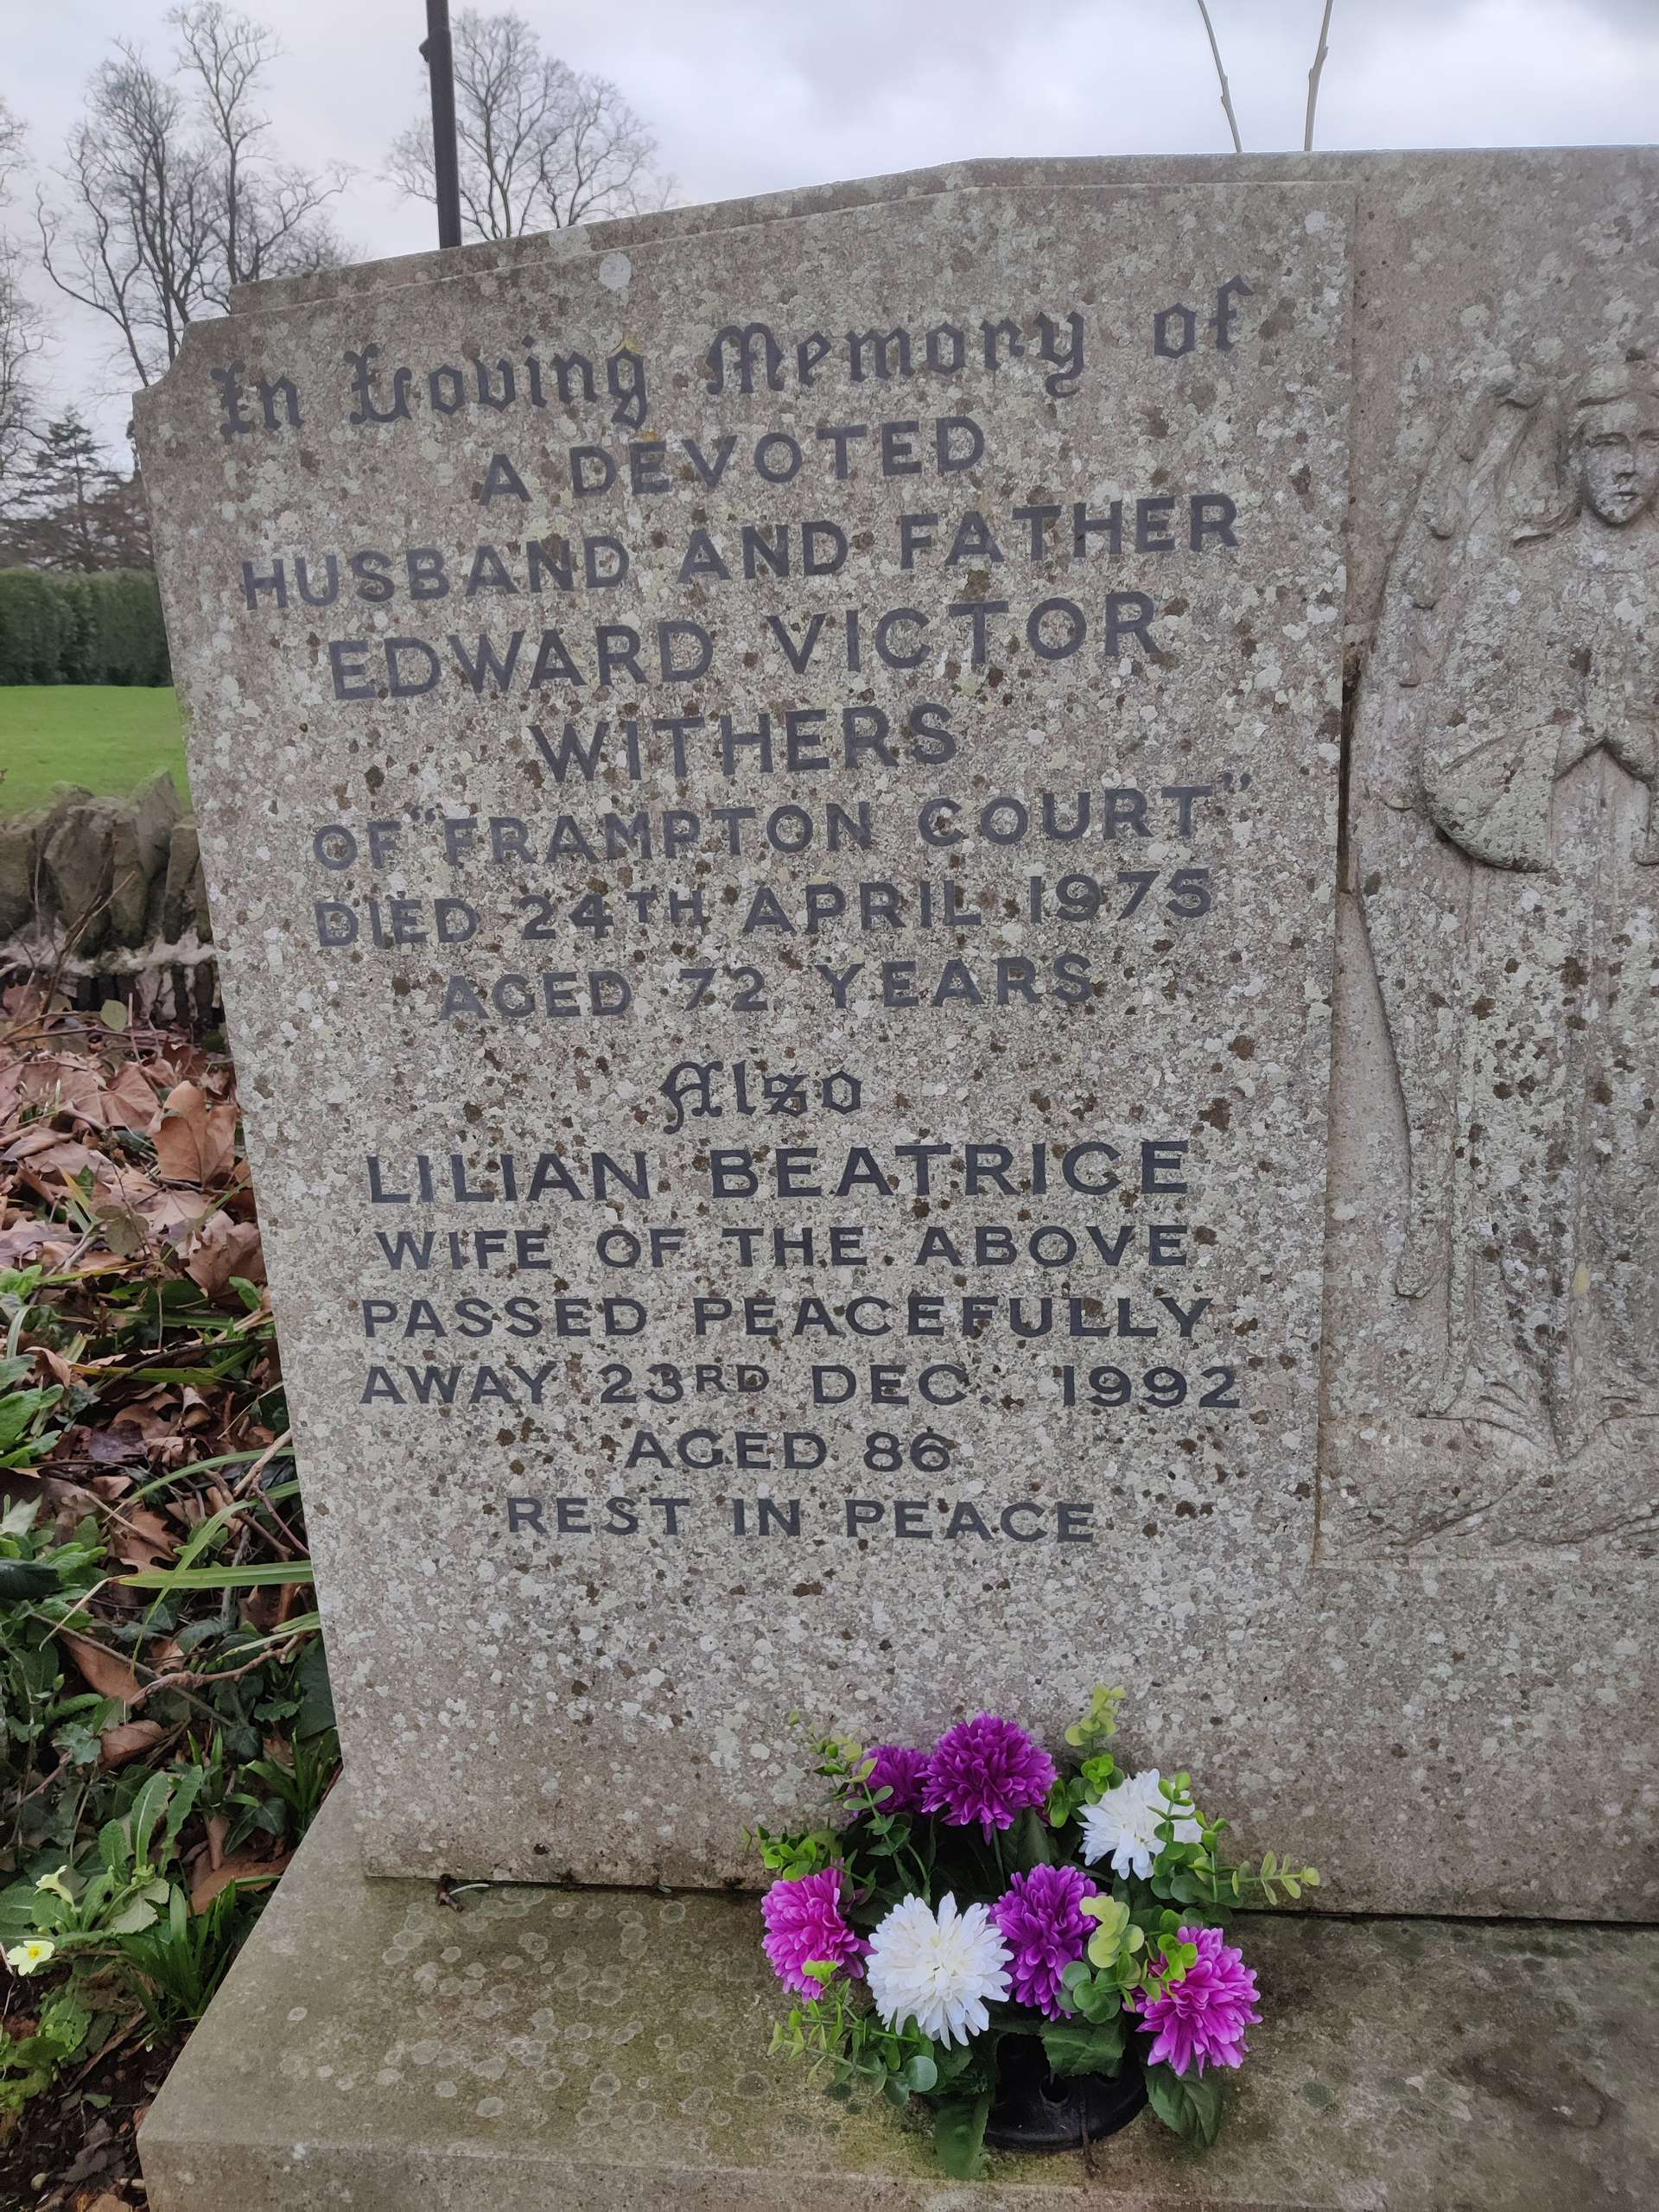 In Loving Memory of
A DEVOTED
HUSBAND AND FATHER
EDWARD VICTOR
WITHERS
OF "FRAMPTON COURT"
DIED 24TH APRIL 1975
AGED 72 YEARS
Also
LILIAN BEATRICE
WIFE OF THE ABOVE
PASSED PEACEFULLY
AWAY 23RD DEC. 1992
AGED 86
REST IN PEACE